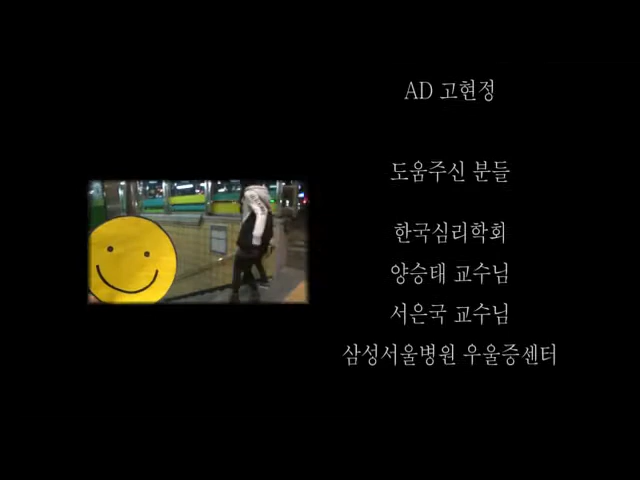 AD 고현정
도움주신 분들
한국심리학회
양승태 교수님
서은국 교수님
삼성서울병원 우울증센터